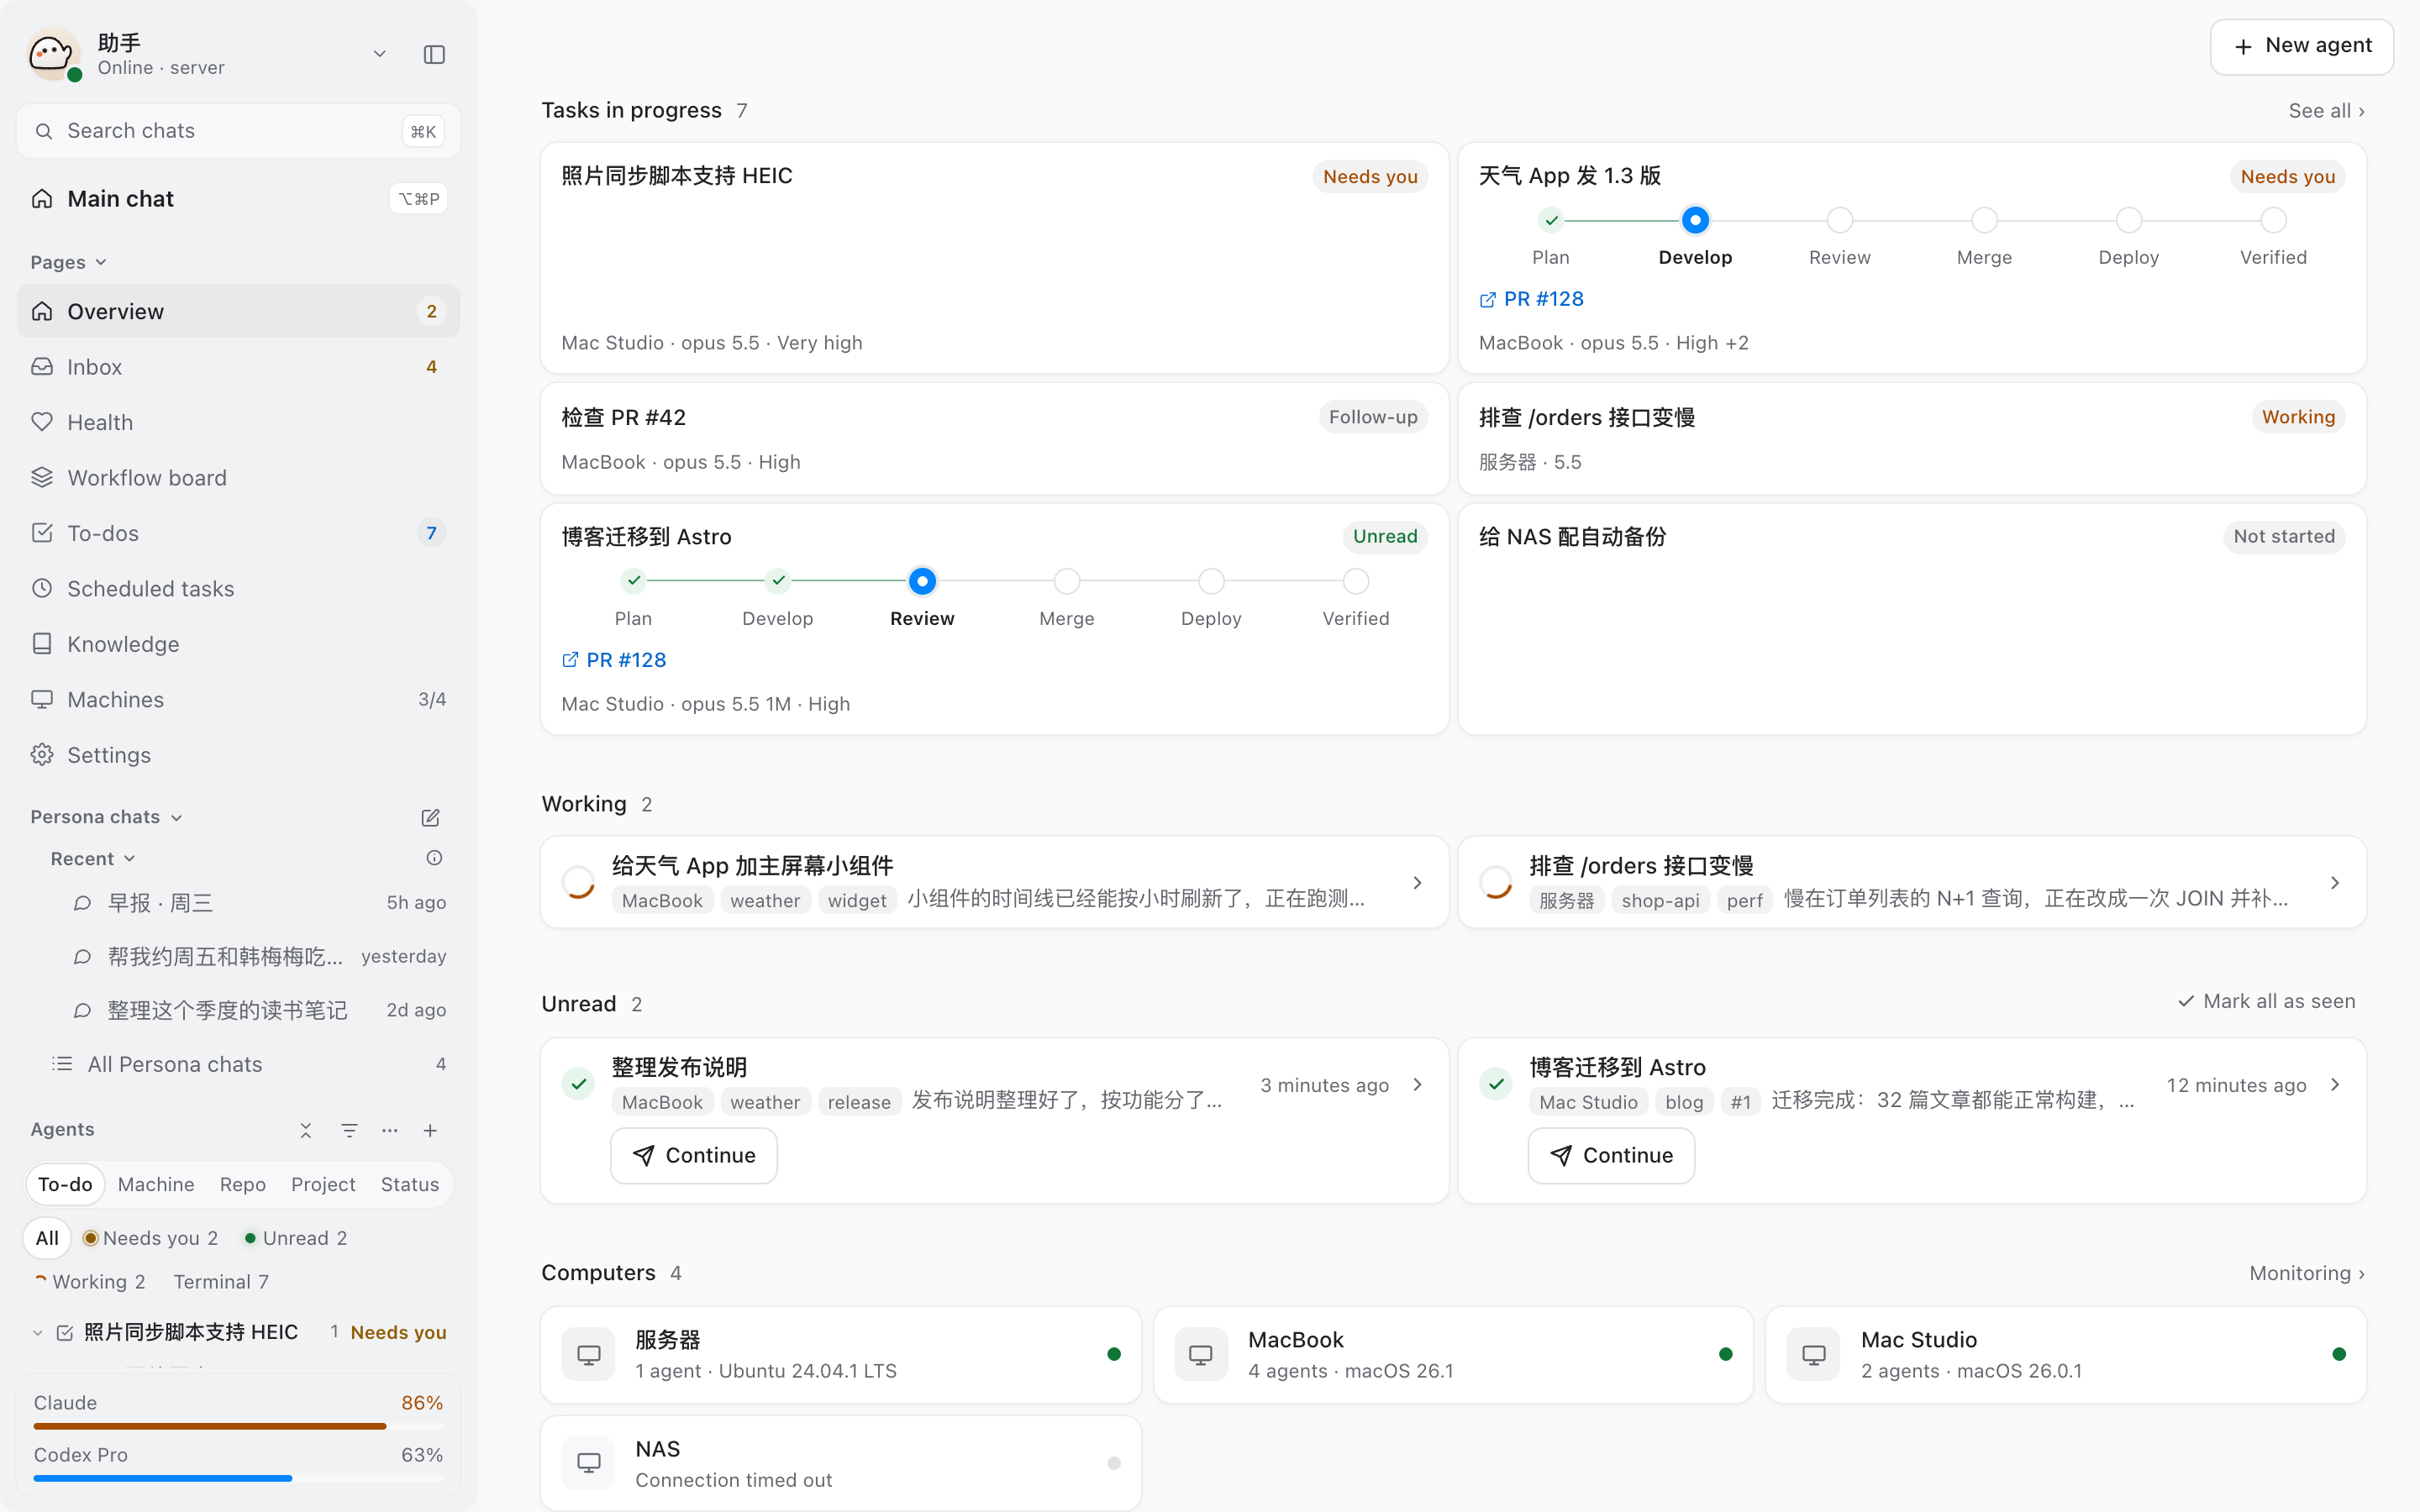 助手
Online · server
Search chats ⌘K
Main chat ⌥⌘P
Pages
Overview 2
Inbox 4
Health
Workflow board
To-dos 7
Scheduled tasks
Knowledge
Machines 3/4
Settings
Persona chats
Recent
早报 · 周三 5h ago
帮我约周五和韩梅梅吃... yesterday
整理这个季度的读书笔记 2d ago
All Persona chats 4
Agents
To-do Machine Repo Project Status
All Needs you 2 Unread 2
Working 2 Terminal 7
照片同步脚本支持 HEIC 1 Needs you
Claude 86%
Codex Pro 63%
New agent
Tasks in progress 7 See all ›
照片同步脚本支持 HEIC Needs you
Mac Studio · opus 5.5 · Very high
天气 App 发 1.3 版 Needs you
Plan Develop Review Merge Deploy Verified
PR #128
MacBook · opus 5.5 · High +2
检查 PR #42 Follow-up
MacBook · opus 5.5 · High
排查 /orders 接口变慢 Working
服务器 · 5.5
博客迁移到 Astro Unread
Plan Develop Review Merge Deploy Verified
PR #128
Mac Studio · opus 5.5 1M · High
给 NAS 配自动备份 Not started
Working 2
给天气 App 加主屏幕小组件
MacBook weather widget 小组件的时间线已经能按小时刷新了，正在跑测...
排查 /orders 接口变慢
服务器 shop-api perf 慢在订单列表的 N+1 查询，正在改成一次 JOIN 并补...
Unread 2 Mark all as seen
整理发布说明
MacBook weather release 发布说明整理好了，按功能分了... 3 minutes ago
Continue
博客迁移到 Astro
Mac Studio blog #1 迁移完成：32 篇文章都能正常构建，... 12 minutes ago
Continue
Computers 4 Monitoring ›
服务器
1 agent · Ubuntu 24.04.1 LTS
MacBook
4 agents · macOS 26.1
Mac Studio
2 agents · macOS 26.0.1
NAS
Connection timed out